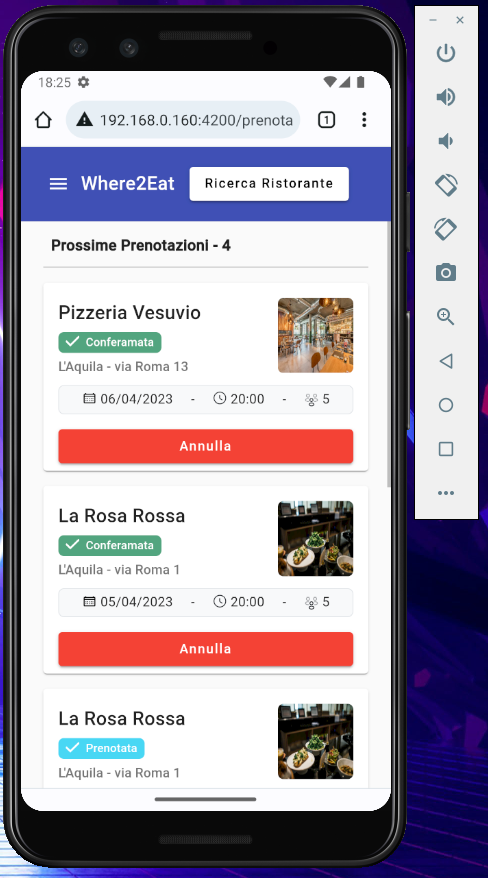 18:25
192.168.0.160:4200/prenota
1
Where2Eat
Ricerca Ristorante
Prossime Prenotazioni - 4
Pizzeria Vesuvio
Conferamata
L'Aquila - via Roma 13
06/04/2023 - 20:00 - 5
Annulla
La Rosa Rossa
Conferamata
L'Aquila - via Roma 1
05/04/2023 - 20:00 - 5
Annulla
La Rosa Rossa
Prenotata
L'Aquila - via Roma 1